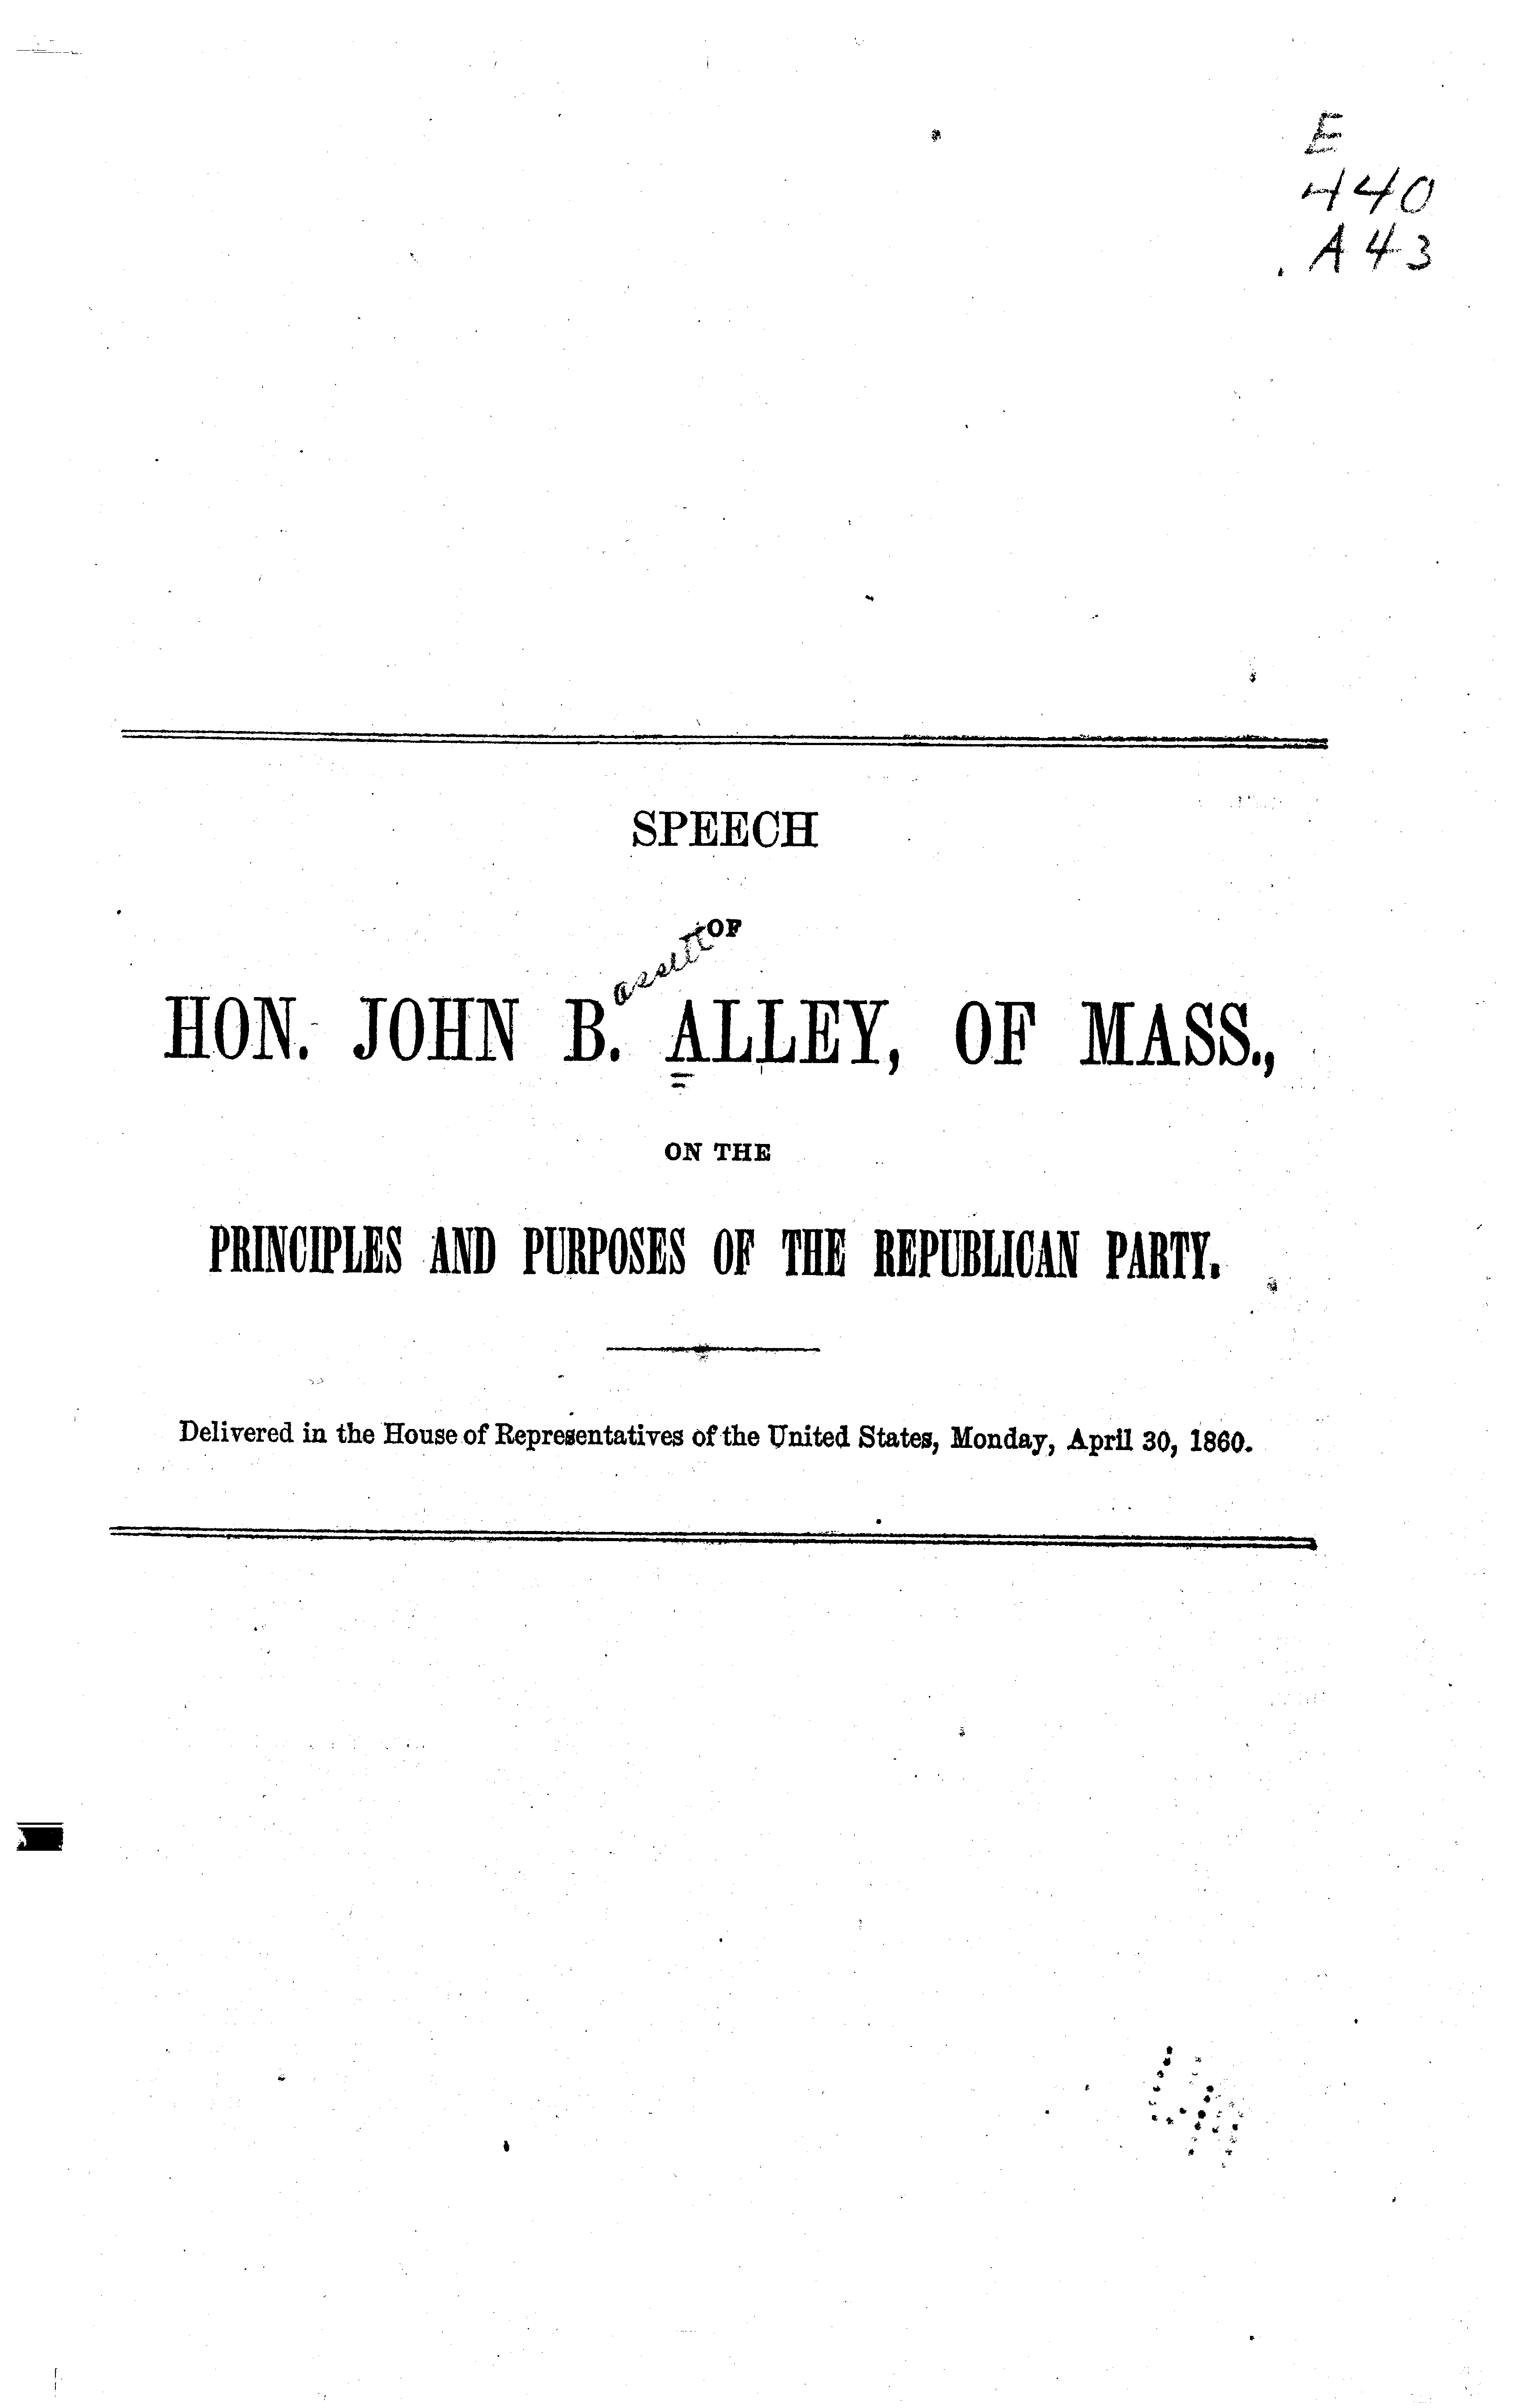 E
440
.A43
SPEECH
OF
assett
HON. JOHN B. ALLEY, OF MASS.,
ON THE
PRINCIPLES AND PURPOSES OF THE REPUBLICAN PARTY.
Delivered in the House of Representatives of the United States, Monday, April 30, 1860.